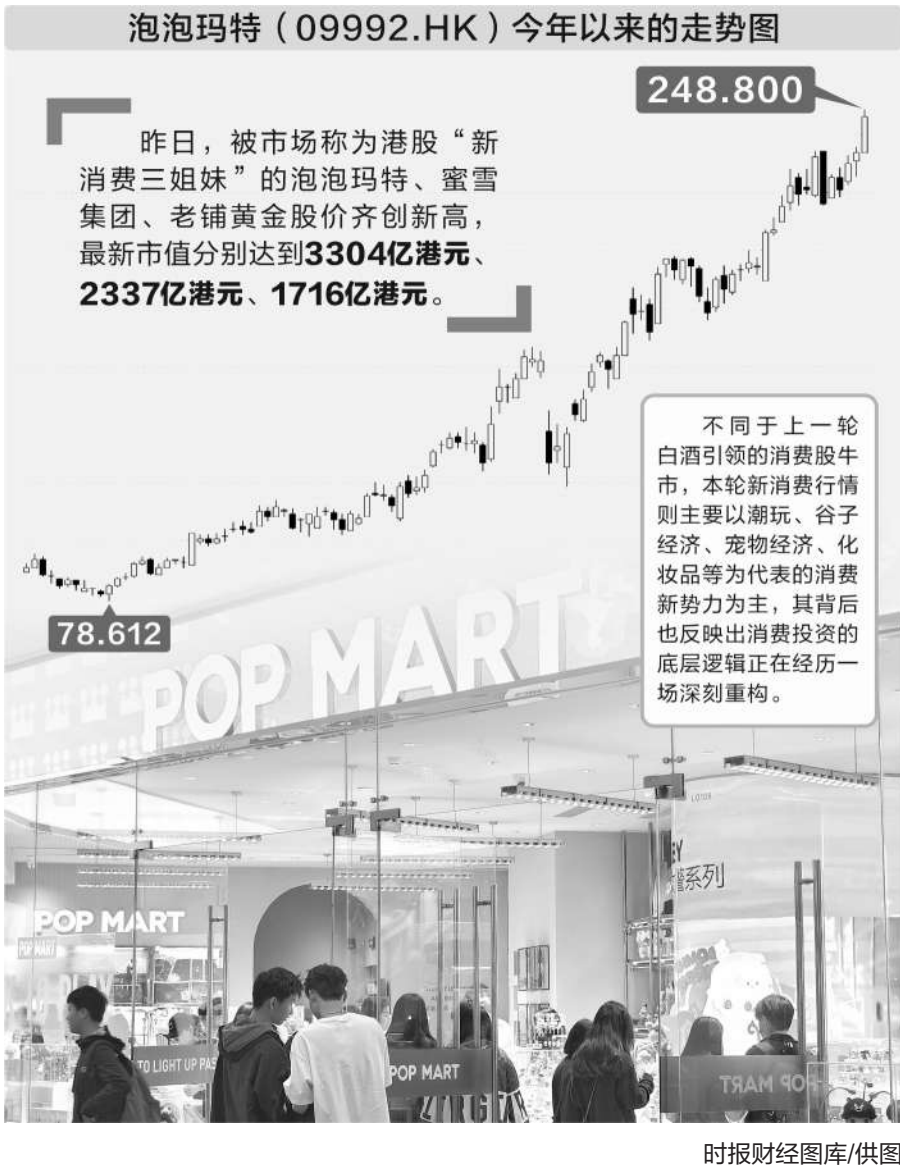 泡泡玛特（09992.HK）今年以来的走势图
248.800
昨日，被市场称为港股“新
消费三姐妹”的泡泡玛特、蜜雪
集团、老铺黄金股价齐创新高，
最新市值分别达到3304亿港元、
2337亿港元、1716亿港元。
不同于上一轮
白酒引领的消费股牛
市，本轮新消费行情
则主要以潮玩、谷子
经济、宠物经济、化
妆品等为代表的消费
新势力为主，其背后
也反映出消费投资的
底层逻辑正在经历一
场深刻重构。
78.612
POP MART
系列
POP MART
POP MART
TO LIGHT UP PAS
POP MART
POP MART
时报财经图库/供图